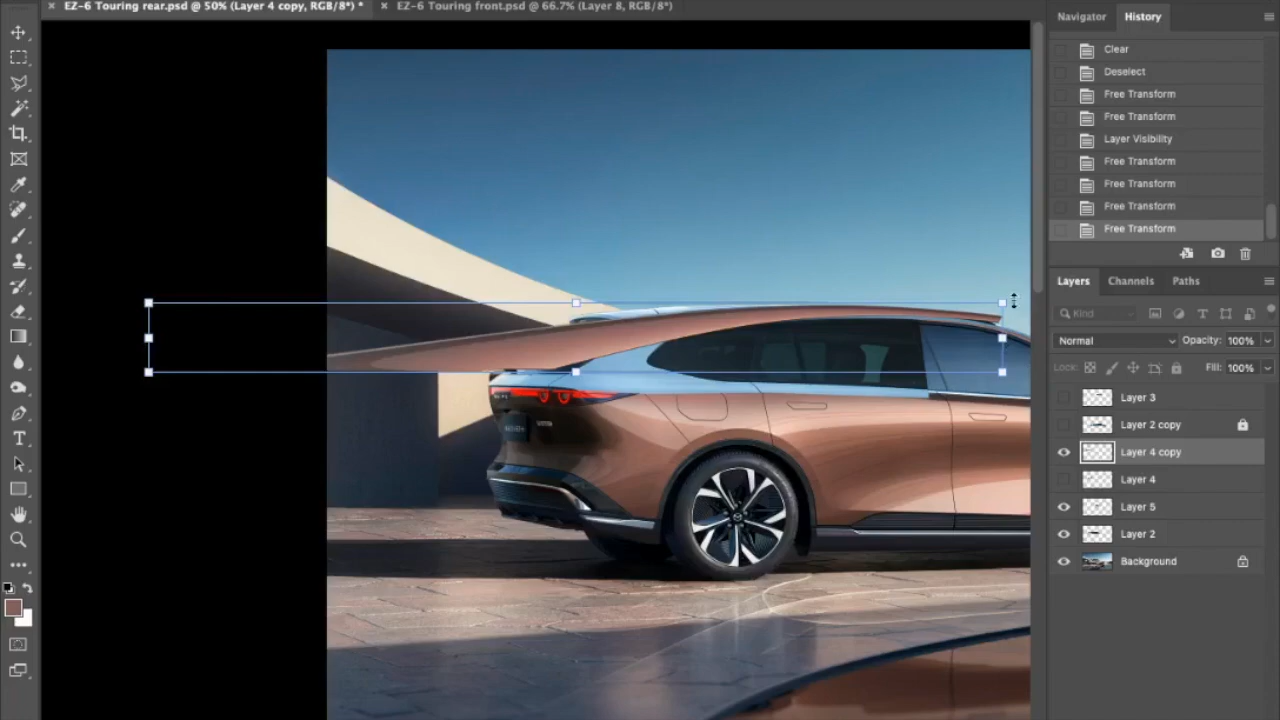 EZ-6 Touring rear.psd @ 50% (Layer 4 copy, RGB/8*) *
EZ-6 Touring front.psd @ 66.7% (Layer 8, RGB/8*)
Navigator
History
Clear
Deselect
Free Transform
Free Transform
Layer Visibility
Free Transform
Free Transform
Free Transform
Free Transform
Layers
Channels
Paths
Kind
Normal
Opacity: 100%
Lock:
Fill: 100%
Layer 3
Layer 2 copy
Layer 4 copy
Layer 4
Layer 5
Layer 2
Background